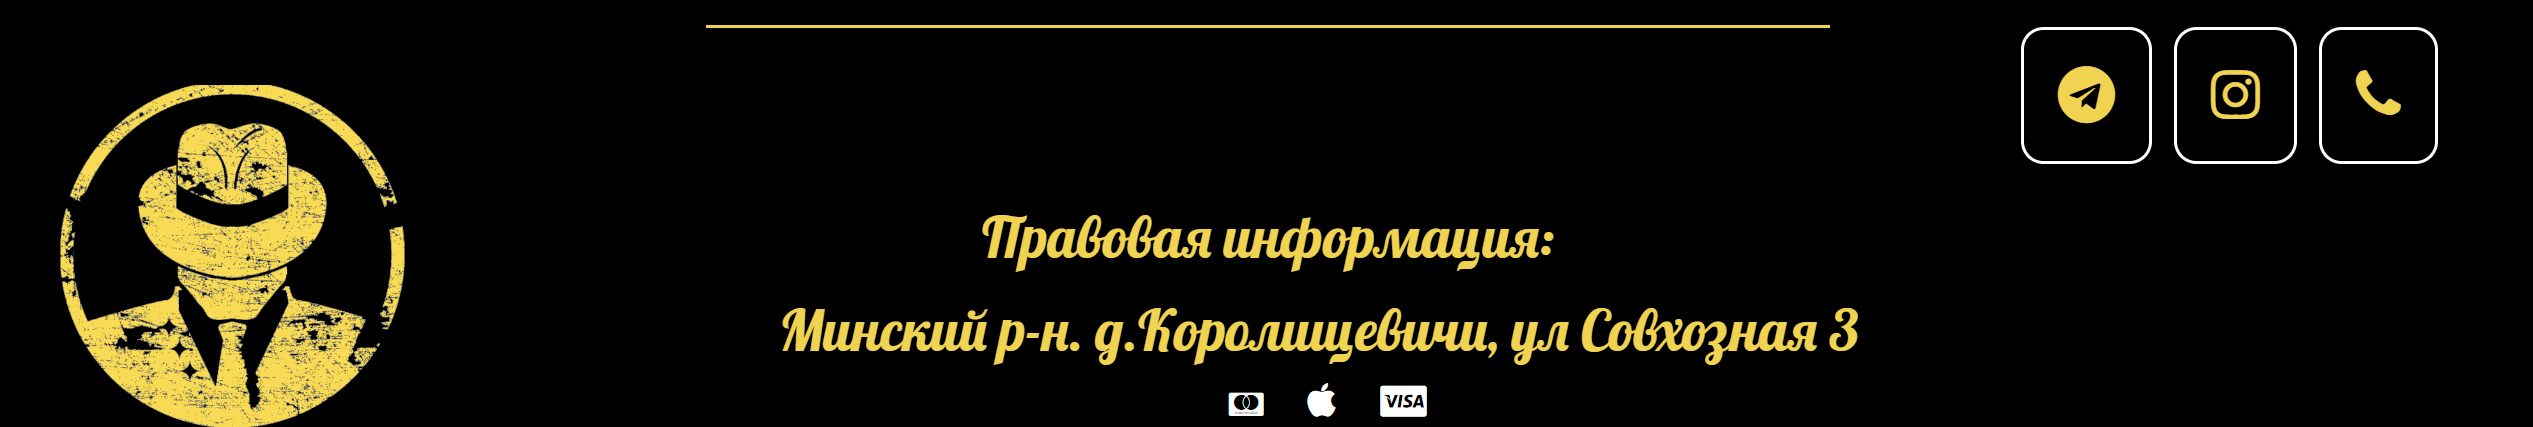 Правовая информация:
Минский р-н. д.Королищевичи, ул Совхозная 3
VISA